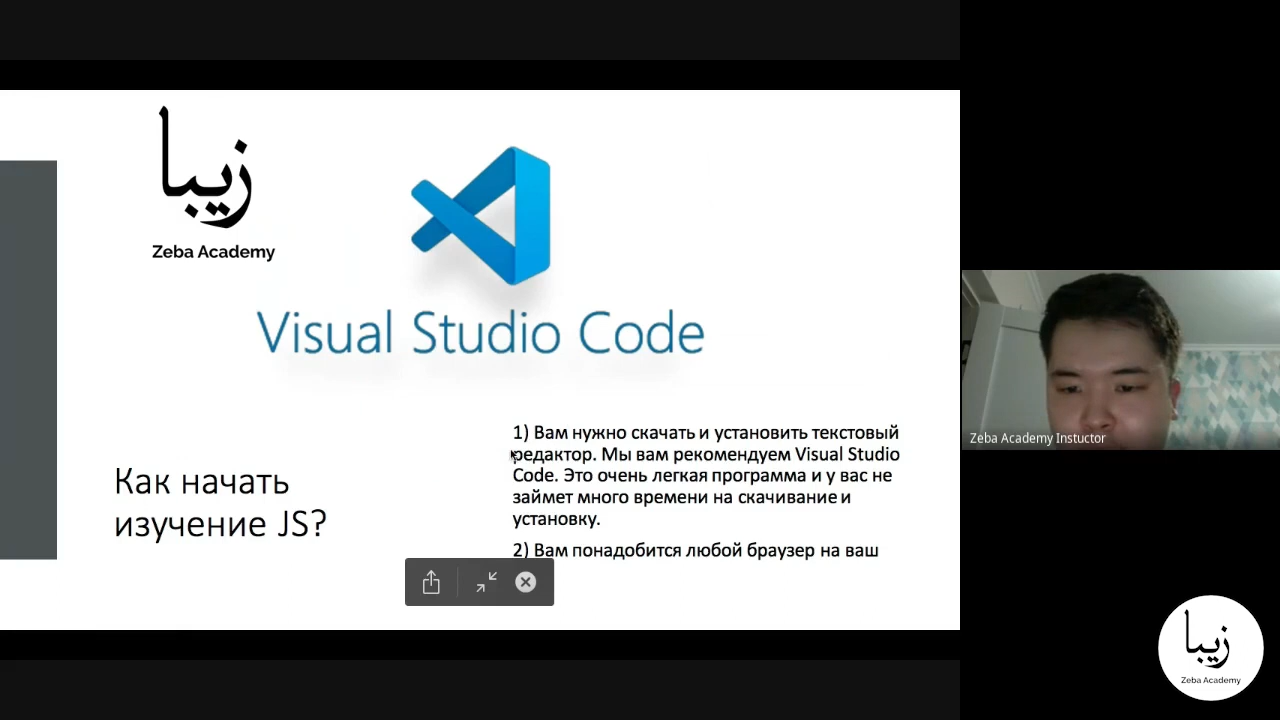 زيبا
Zeba Academy
Visual Studio Code
Как начать
изучение JS?
1) Вам нужно скачать и установить текстовый
редактор. Мы вам рекомендуем Visual Studio
Code. Это очень легкая программа и у вас не
займет много времени на скачивание и
установку.
2) Вам понадобится любой браузер на ваш
Zeba Academy Instuctor
زيبا
Zeba Academy